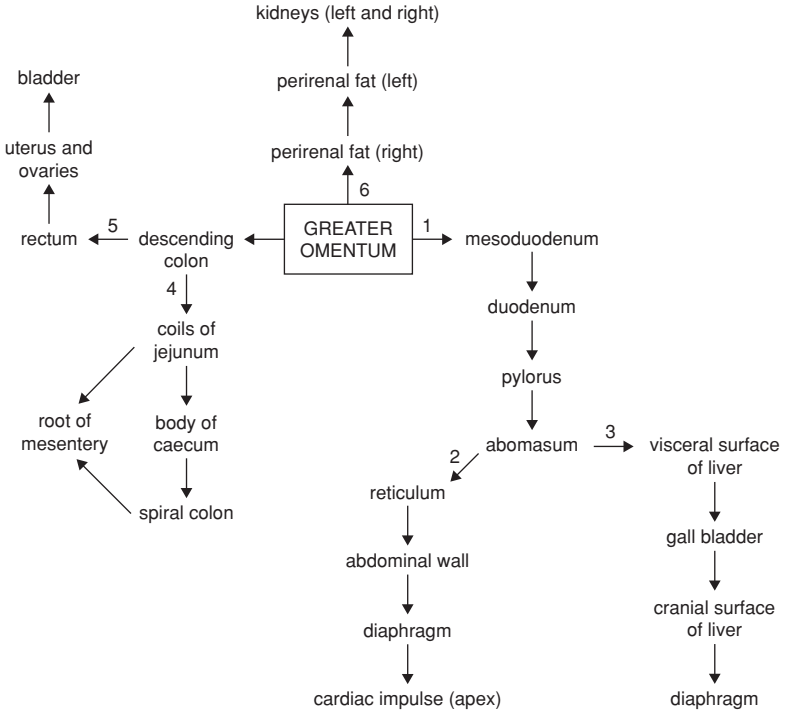 kidneys (left and right)
perirenal fat (left)
perirenal fat (right)
6
bladder
uterus and
ovaries
rectum
5
descending
colon
GREATER
OMENTUM
1
mesoduodenum
duodenum
pylorus
abomasum
4
coils of
jejunum
root of
mesentery
body of
caecum
spiral colon
2
reticulum
abdominal wall
diaphragm
cardiac impulse (apex)
3
visceral surface
of liver
gall bladder
cranial surface
of liver
diaphragm